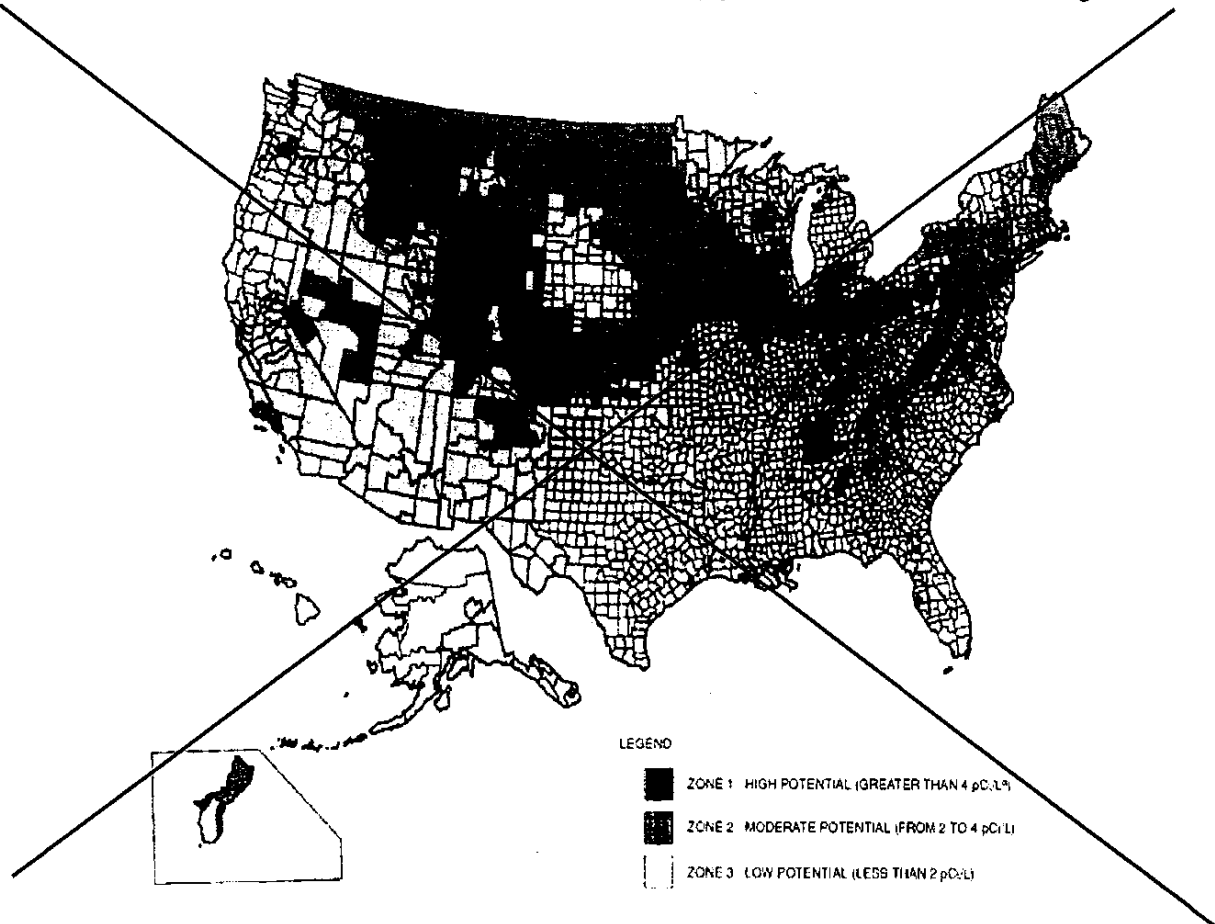 LEGEND
ZONE 1 HIGH POTENTIAL (GREATER THAN 4 pCi/Lª)
ZONE 2 MODERATE POTENTIAL (FROM 2 TO 4 pCi/L)
ZONE 3 LOW POTENTIAL (LESS THAN 2 pCi/L)